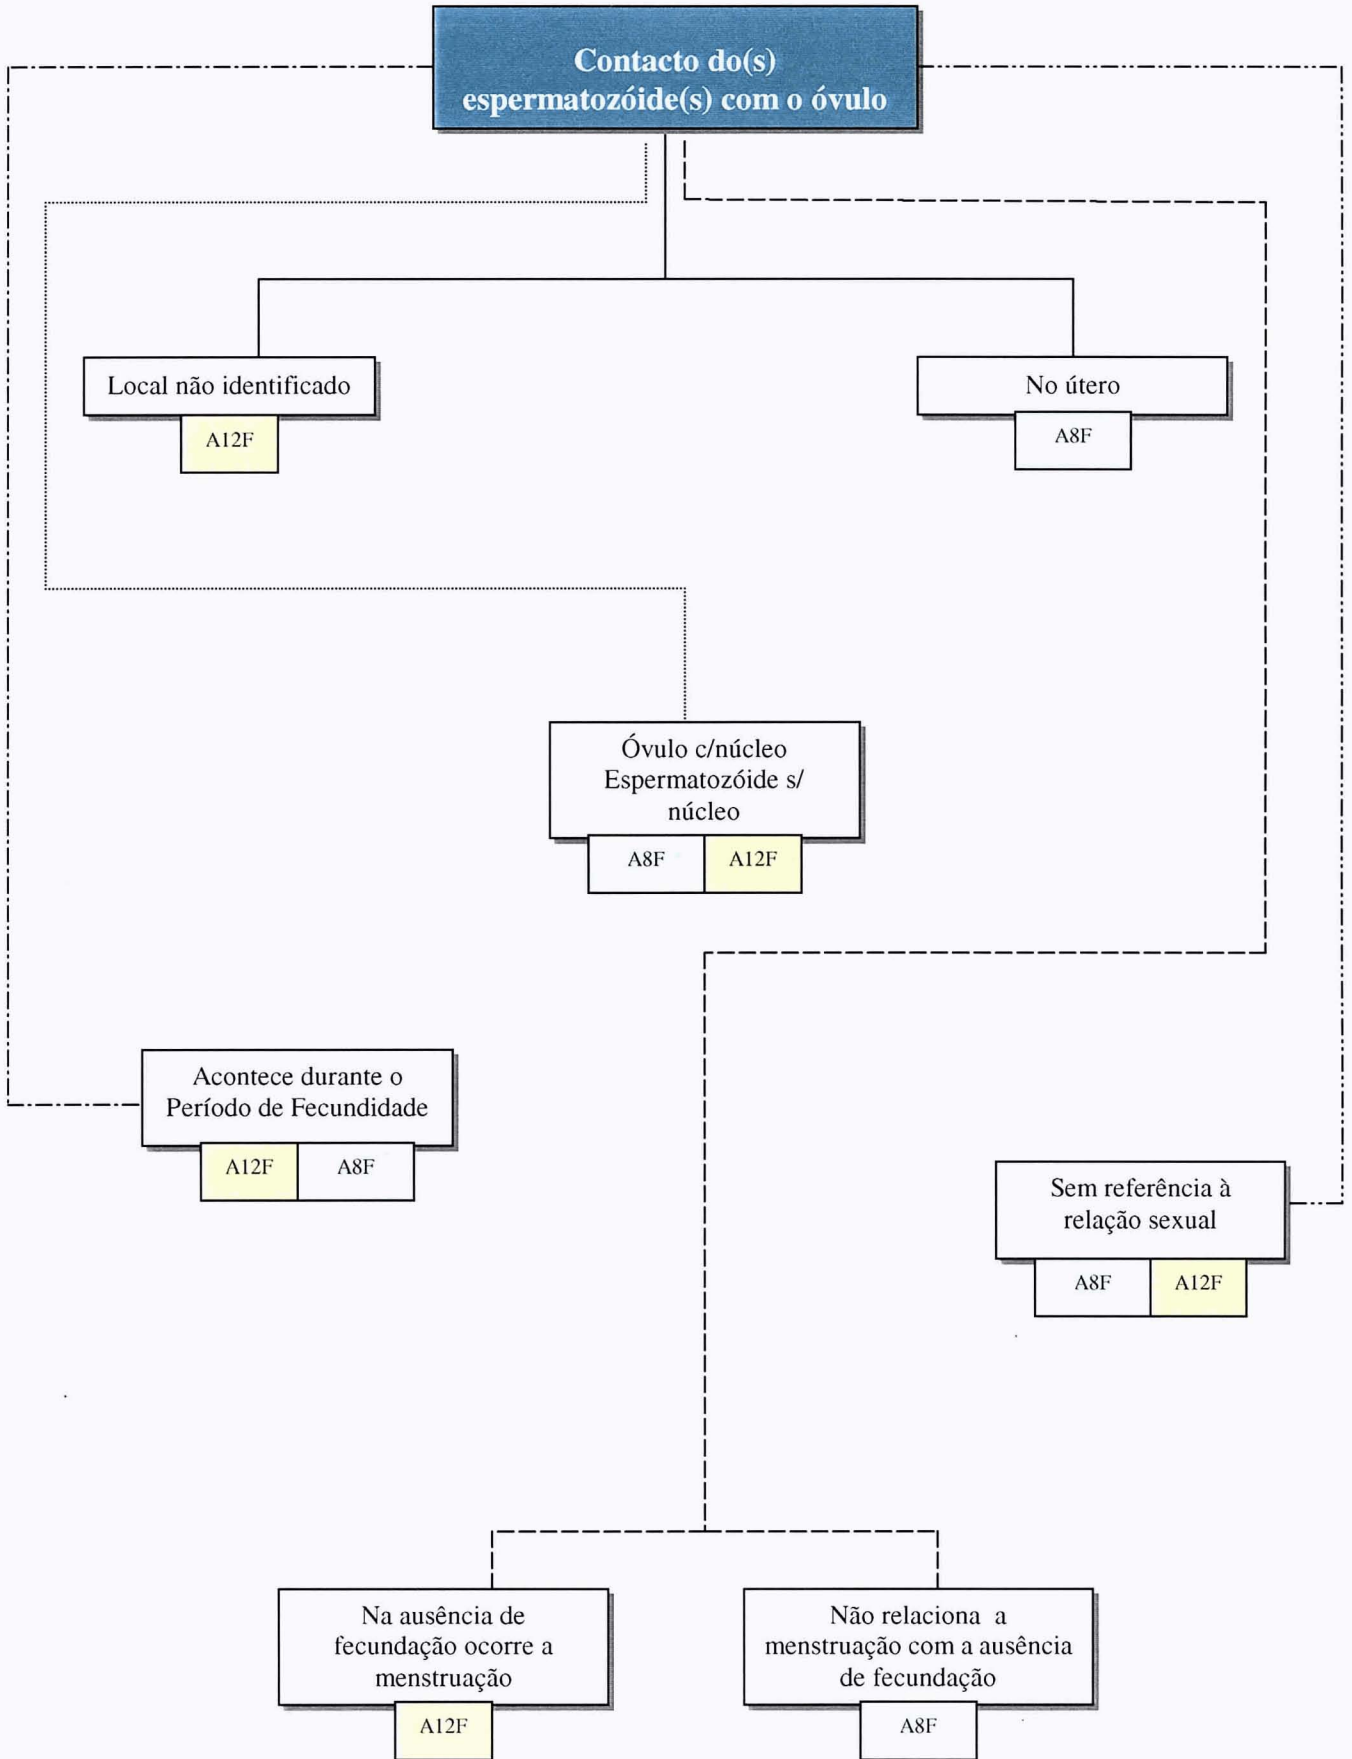 Contacto do(s)
espermatozóide(s) com o óvulo
Local não identificado
A12F
No útero
A8F
Óvulo c/núcleo
Espermatozóide s/
núcleo
A8F
A12F
Acontece durante o
Período de Fecundidade
A12F
A8F
Sem referência à
relação sexual
A8F
A12F
Na ausência de
fecundação ocorre a
menstruação
A12F
Não relaciona a
menstruação com a ausência
de fecundação
A8F